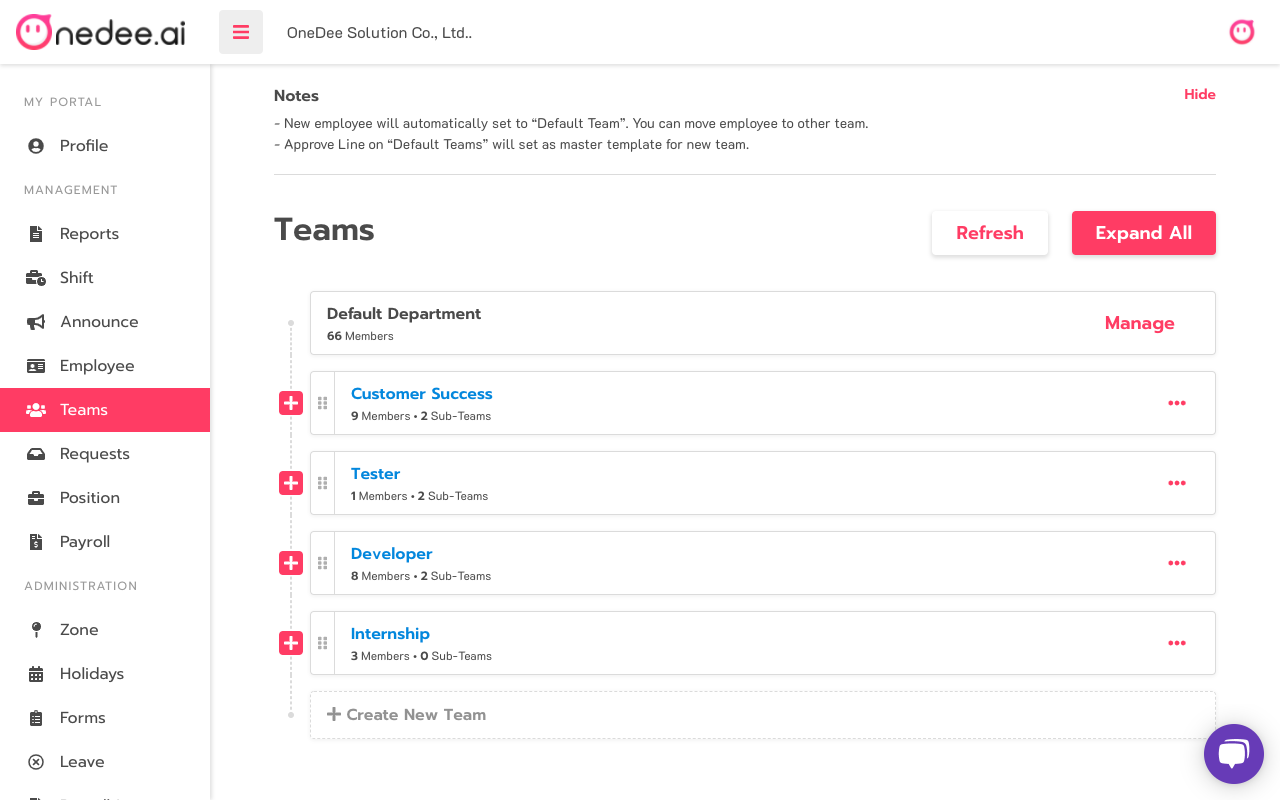 Onedee.ai
OneDee Solution Co., Ltd..
MY PORTAL
Profile
MANAGEMENT
Reports
Shift
Announce
Employee
Teams
Requests
Position
Payroll
ADMINISTRATION
Zone
Holidays
Forms
Leave
Notes
Hide
- New employee will automatically set to “Default Team”. You can move employee to other team.
- Approve Line on “Default Teams” will set as master template for new team.
Teams
Refresh
Expand All
Default Department
66 Members
Manage
Customer Success
9 Members • 2 Sub-Teams
Tester
1 Members • 2 Sub-Teams
Developer
8 Members • 2 Sub-Teams
Internship
3 Members • 0 Sub-Teams
Create New Team